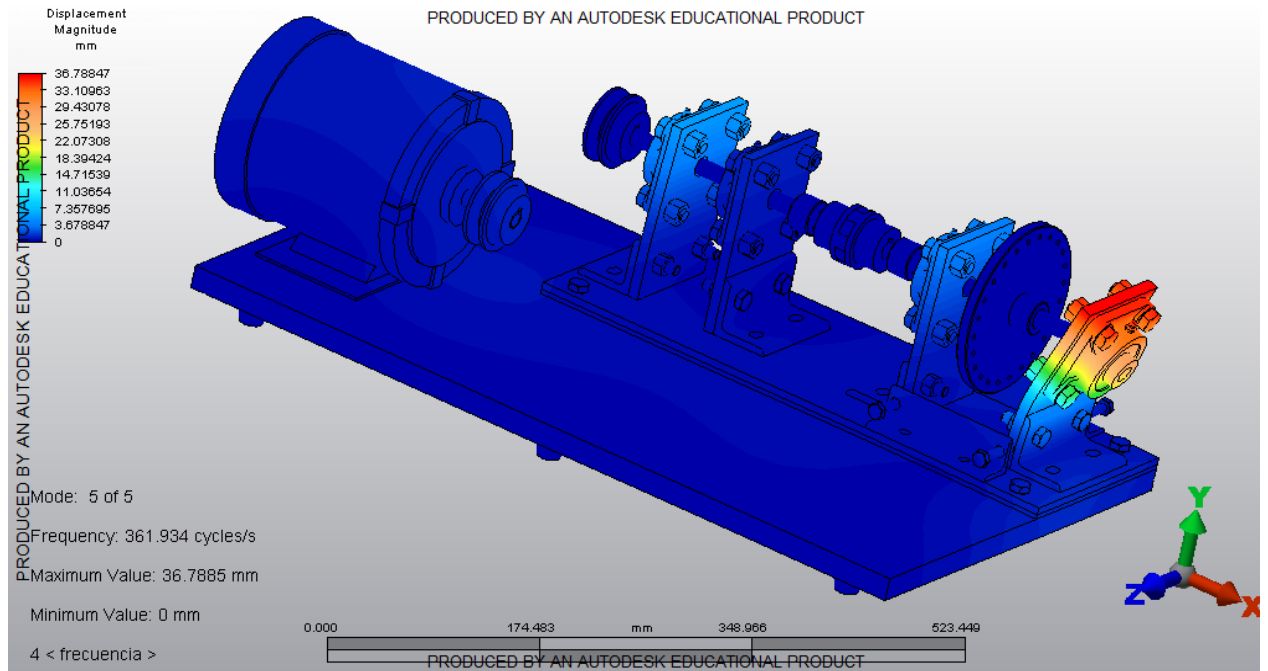 Displacement
Magnitude
mm
36.78847
33.10963
29.43078
25.75193
22.07308
18.39424
14.71539
11.03654
7.357695
3.678847
0
PRODUCED BY AN AUTODESK EDUCATIONAL PRODUCT
PRODUCED BY AN AUTODESK EDUCATIONAL PRODUCT
Mode: 5 of 5
Frequency: 361.934 cycles/s
Maximum Value: 36.7885 mm
Minimum Value: 0 mm
4 < frecuencia >
0.000 174.483 mm 348.966 523.449
PRODUCED BY AN AUTODESK EDUCATIONAL PRODUCT
Y
Z
X